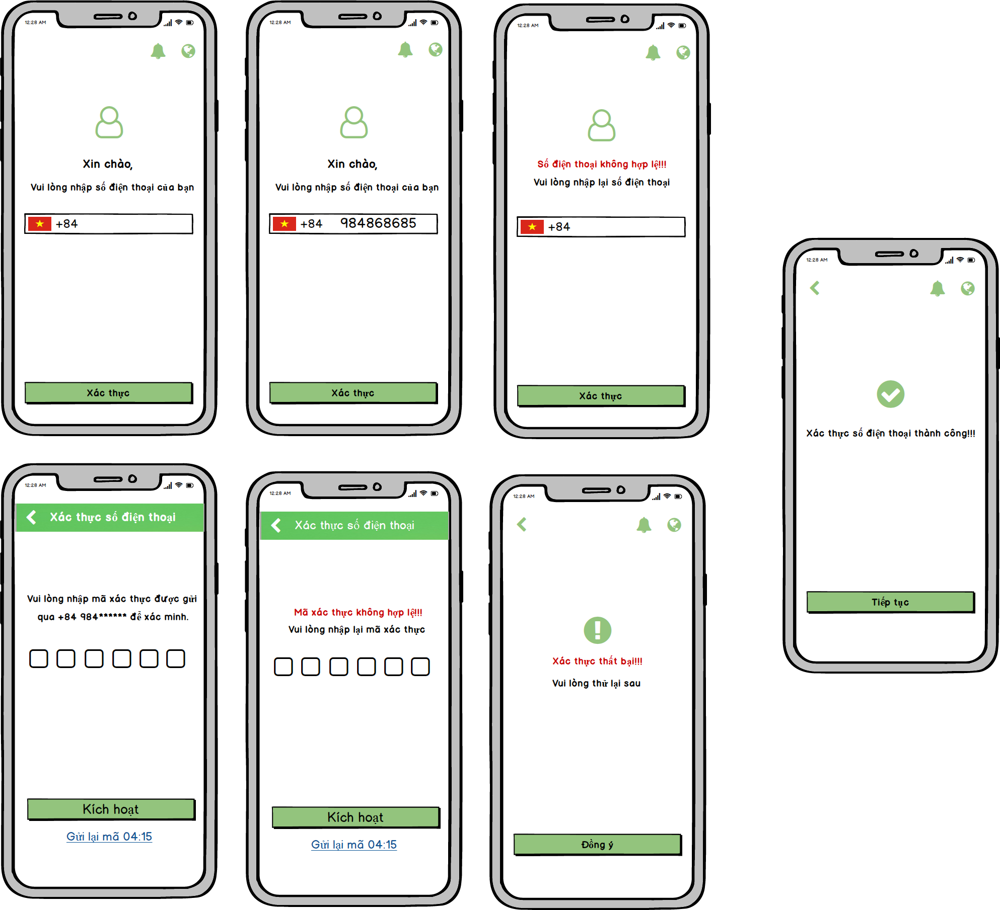 12:28 AM
Xin chào,
Vui lòng nhập số điện thoại của bạn
+84
Xác thực
12:28 AM
Xin chào,
Vui lòng nhập số điện thoại của bạn
+84 984868685
Xác thực
12:28 AM
Số điện thoại không hợp lệ!!!
Vui lòng nhập lại số điện thoại
+84
Xác thực
12:28 AM
Xác thực số điện thoại thành công!!!
Tiếp tục
12:28 AM
Xác thực số điện thoại
Vui lòng nhập mã xác thực được gửi
qua +84 984****** để xác minh.
Kích hoạt
Gửi lại mã 04:15
12:28 AM
Xác thực số điện thoại
Mã xác thực không hợp lệ!!!
Vui lòng nhập lại mã xác thực
Kích hoạt
Gửi lại mã 04:15
12:28 AM
Xác thực thất bại!!!
Vui lòng thử lại sau
Đồng ý